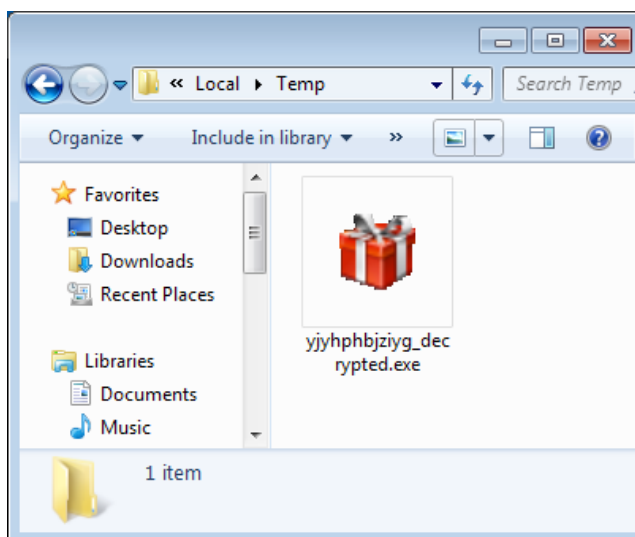 « Local ▸ Temp
Search Temp
Organize Include in library »
Favorites
Desktop
Downloads
Recent Places
Libraries
Documents
Music
yjyhphbjziyg_dec
rypted.exe
1 item